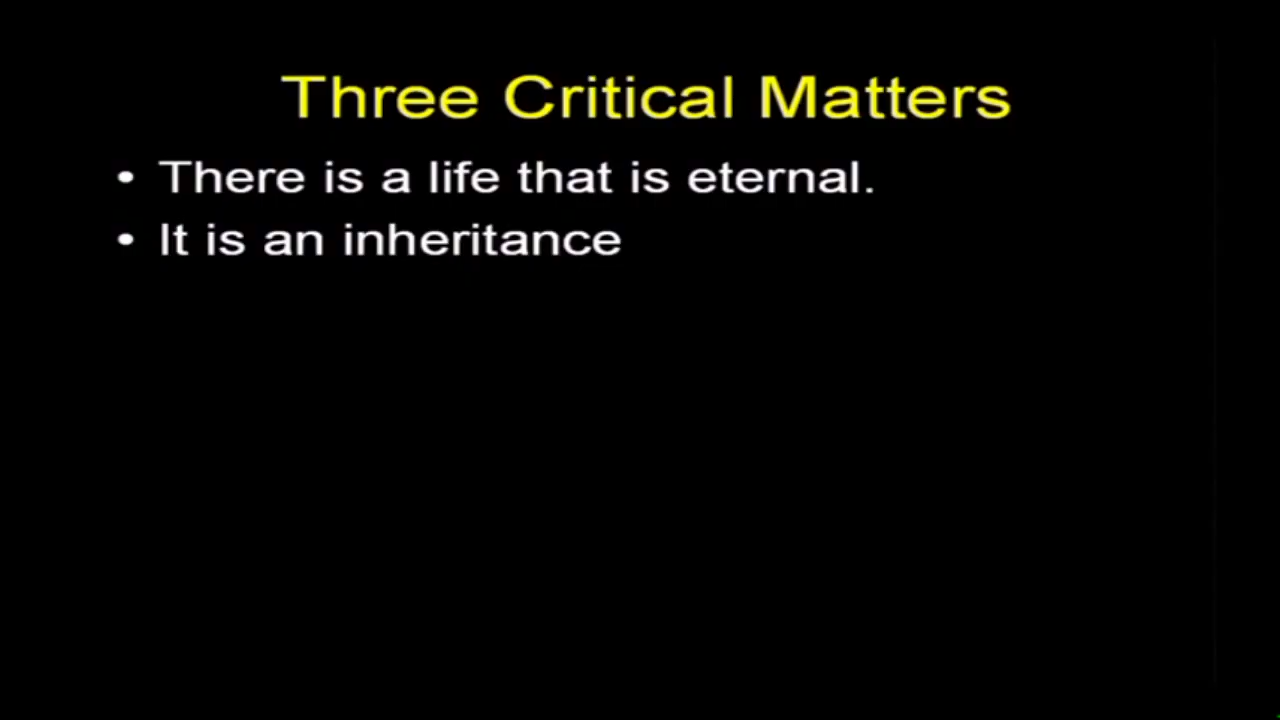 Three Critical Matters
• There is a life that is eternal.
• It is an inheritance